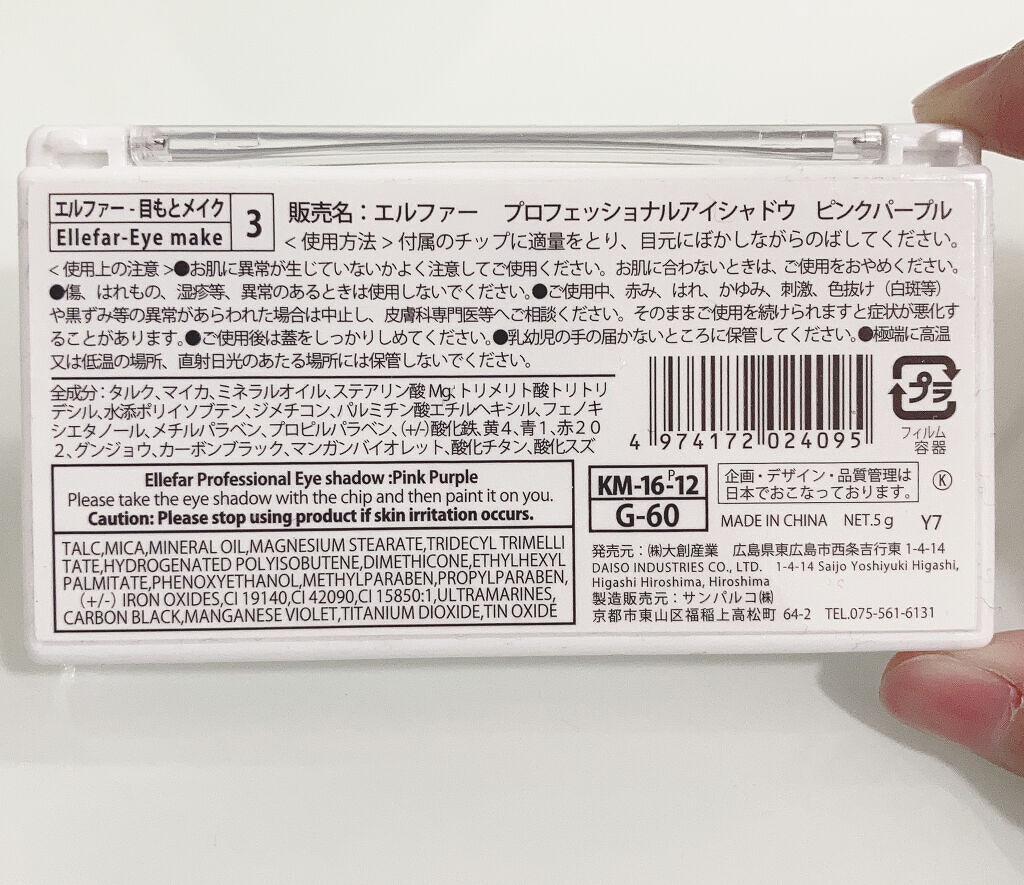 エルファー - 目もとメイク
Ellefar-Eye make
3
販売名：エルファー　プロフェッショナルアイシャドウ　ピンクパープル
＜使用方法＞付属のチップに適量をとり、目元にぼかしながらのばしてください。
＜使用上の注意＞●お肌に異常が生じていないかよく注意してご使用ください。お肌に合わないときは、ご使用をおやめください。
●傷、はれもの、湿疹等、異常のあるときは使用しないでください。●ご使用中、赤み、はれ、かゆみ、刺激、色抜け（白斑等）
や黒ずみ等の異常があらわれた場合は中止し、皮膚科専門医等へご相談ください。そのままご使用を続けられますと症状が悪化す
ることがあります。●ご使用後は蓋をしっかりしめてください。●乳幼児の手の届かないところに保管してください。●極端に高温
又は低温の場所、直射日光のあたる場所には保管しないでください。
全成分：タルク、マイカ、ミネラルオイル、ステアリン酸Mg、トリメリト酸トリトリ
デシル、水添ポリイソブテン、ジメチコン、パルミチン酸エチルヘキシル、フェノキ
シエタノール、メチルパラベン、プロピルパラベン、（+/-）酸化鉄、黄４、青１、赤２０
２、グンジョウ、カーボンブラック、マンガンバイオレット、酸化チタン、酸化スズ
4 974172 024095
プラ
フィルム
容器
Ellefar Professional Eye shadow :Pink Purple
Please take the eye shadow with the chip and then paint it on you.
Caution: Please stop using product if skin irritation occurs.
TALC,MICA,MINERAL OIL,MAGNESIUM STEARATE,TRIDECYL TRIMELLI
TATE,HYDROGENATED POLYISOBUTENE,DIMETHICONE,ETHYLHEXYL
PALMITATE,PHENOXYETHANOL,METHYLPARABEN,PROPYLPARABEN,
（+/-）IRON OXIDES,CI 19140,CI 42090,CI 15850:1,ULTRAMARINES,
CARBON BLACK,MANGANESE VIOLET,TITANIUM DIOXIDE,TIN OXIDE
KM-16-P-12
G-60
企画・デザイン・品質管理は
日本でおこなっております。
Ⓚ
MADE IN CHINA　NET.5ｇ　Y7
発売元：㈱大創産業　広島県東広島市西条吉行東 1-4-14
DAISO INDUSTRIES CO., LTD.　1-4-14 Saijo Yoshiyuki Higashi,
Higashi Hiroshima, Hiroshima
製造販売元：サンパルコ㈱
京都市東山区福稲上高松町 64-2　TEL.075-561-6131